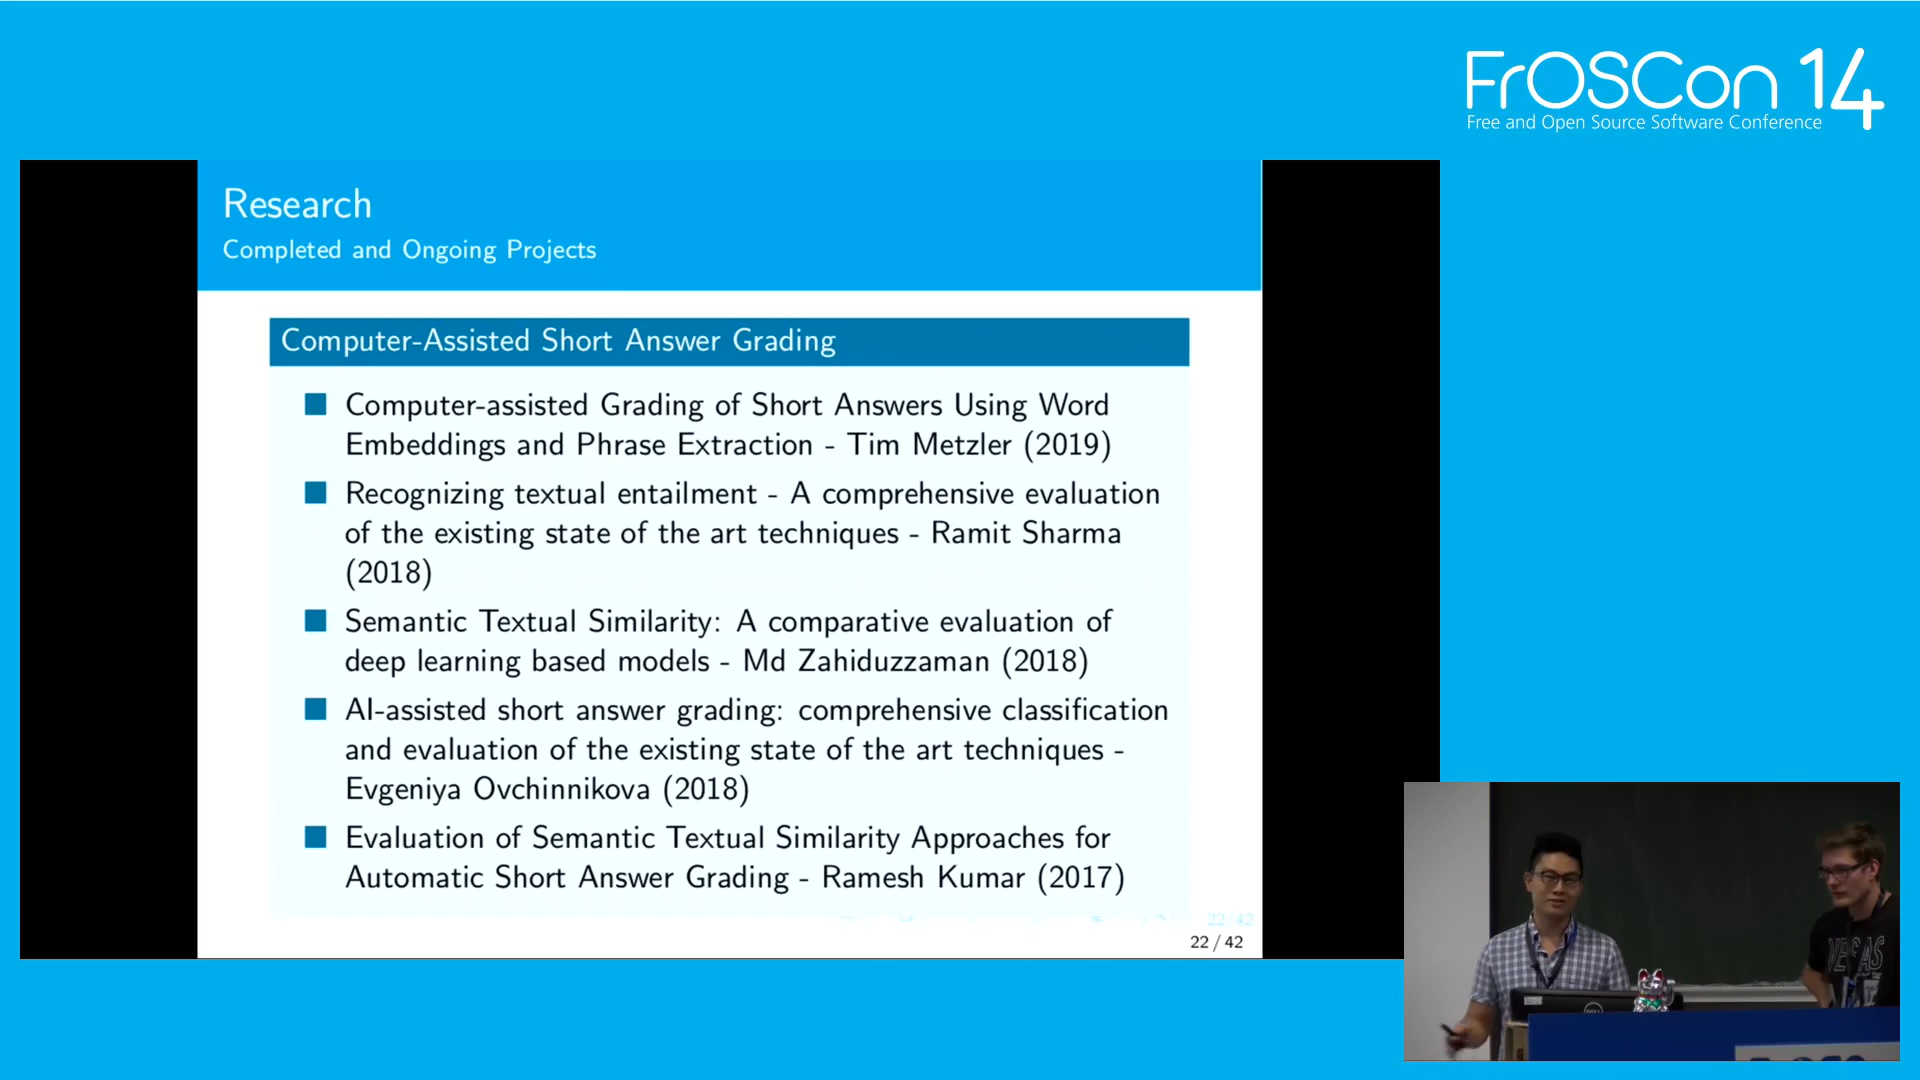 FrOSCon 14
Free and Open Source Software Conference
Research
Completed and Ongoing Projects
Computer-Assisted Short Answer Grading
Computer-assisted Grading of Short Answers Using Word
Embeddings and Phrase Extraction - Tim Metzler (2019)
Recognizing textual entailment - A comprehensive evaluation
of the existing state of the art techniques - Ramit Sharma
(2018)
Semantic Textual Similarity: A comparative evaluation of
deep learning based models - Md Zahiduzzaman (2018)
AI-assisted short answer grading: comprehensive classification
and evaluation of the existing state of the art techniques -
Evgeniya Ovchinnikova (2018)
Evaluation of Semantic Textual Similarity Approaches for
Automatic Short Answer Grading - Ramesh Kumar (2017)
22/42
22 / 42
VEGAS
DELL